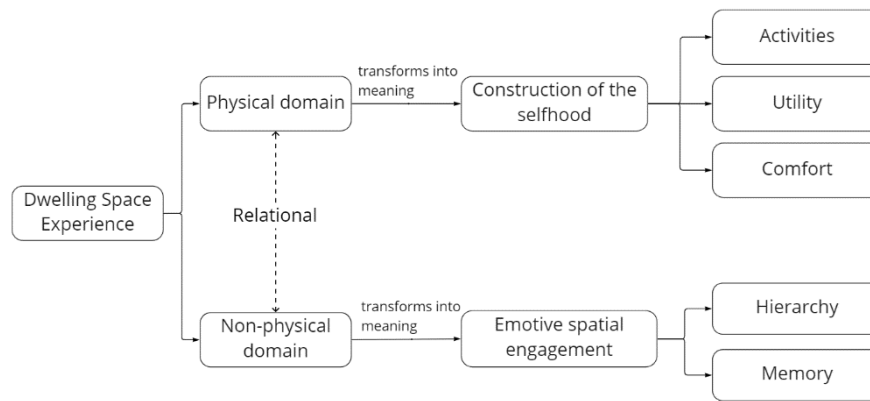 Activities
transforms into
meaning
Physical domain
Construction of the
selfhood
Utility
Comfort
Dwelling Space
Experience
Relational
transforms into
meaning
Non-physical
domain
Emotive spatial
engagement
Hierarchy
Memory